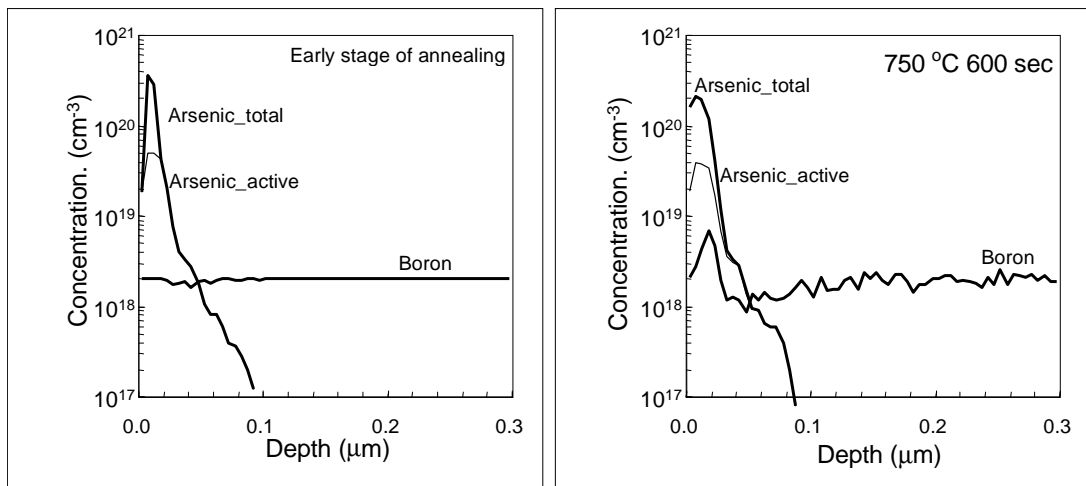 10²¹
Early stage of annealing
Arsenic_total
10²⁰
Arsenic_active
10¹⁹
Boron
10¹⁸
10¹⁷
0.0 0.1 0.2 0.3
Depth (μm)
Concentration. (cm⁻³)
10²¹
750 °C 600 sec
Arsenic_total
10²⁰
Arsenic_active
10¹⁹
Boron
10¹⁸
10¹⁷
0.0 0.1 0.2 0.3
Depth (μm)
Concentration. (cm⁻³)